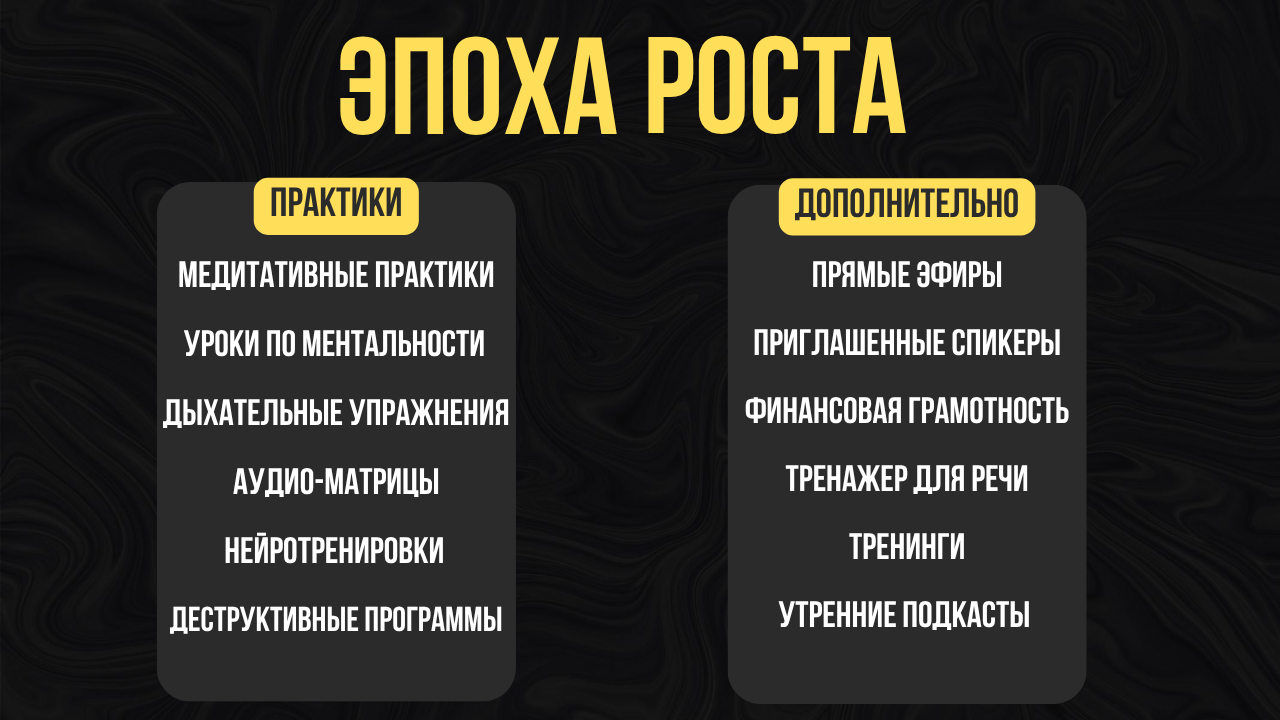 ЭПОХА РОСТА
ПРАКТИКИ
МЕДИТАТИВНЫЕ ПРАКТИКИ
УРОКИ ПО МЕНТАЛЬНОСТИ
ДЫХАТЕЛЬНЫЕ УПРАЖНЕНИЯ
АУДИО-МАТРИЦЫ
НЕЙРОТРЕНИРОВКИ
ДЕСТРУКТИВНЫЕ ПРОГРАММЫ
ДОПОЛНИТЕЛЬНО
ПРЯМЫЕ ЭФИРЫ
ПРИГЛАШЕННЫЕ СПИКЕРЫ
ФИНАНСОВАЯ ГРАМОТНОСТЬ
ТРЕНАЖЕР ДЛЯ РЕЧИ
ТРЕНИНГИ
УТРЕННИЕ ПОДКАСТЫ